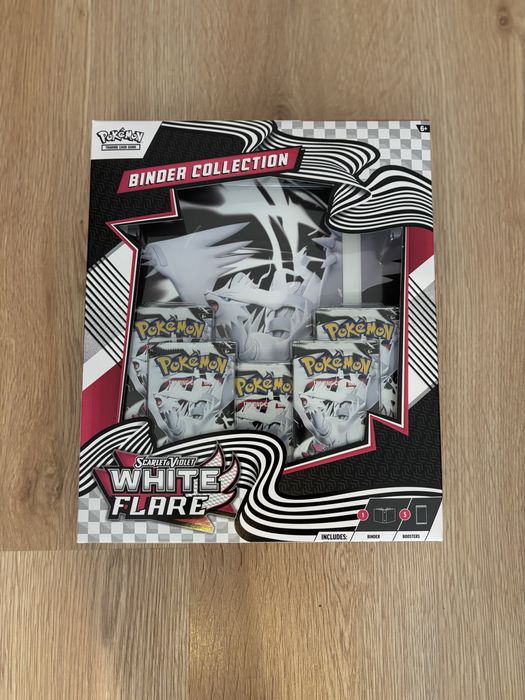 POKÉMON
TRADING CARD GAME
6+
BINDER COLLECTION
POKÉMON
POKÉMON
POKÉMON
POKÉMON
POKÉMON
SCARLET & VIOLET
WHITE
FLARE
INCLUDES:
1
BINDER
5
BOOSTERS